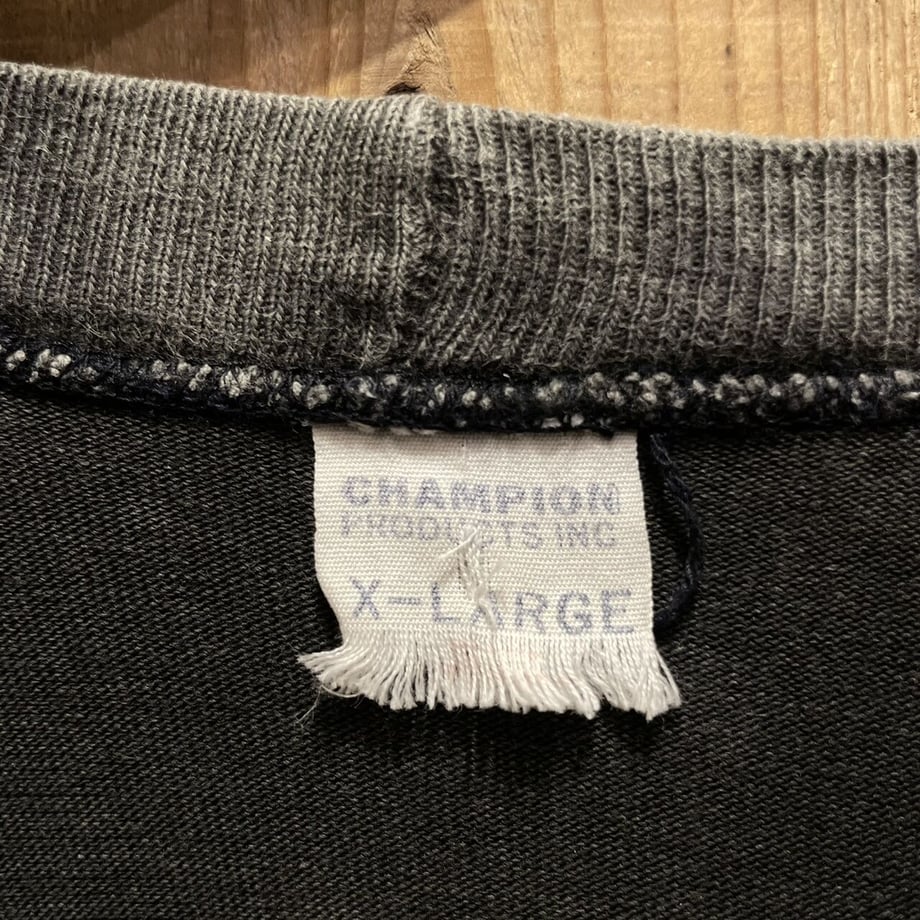 CHAMPION
PRODUCTS INC
X-LARGE